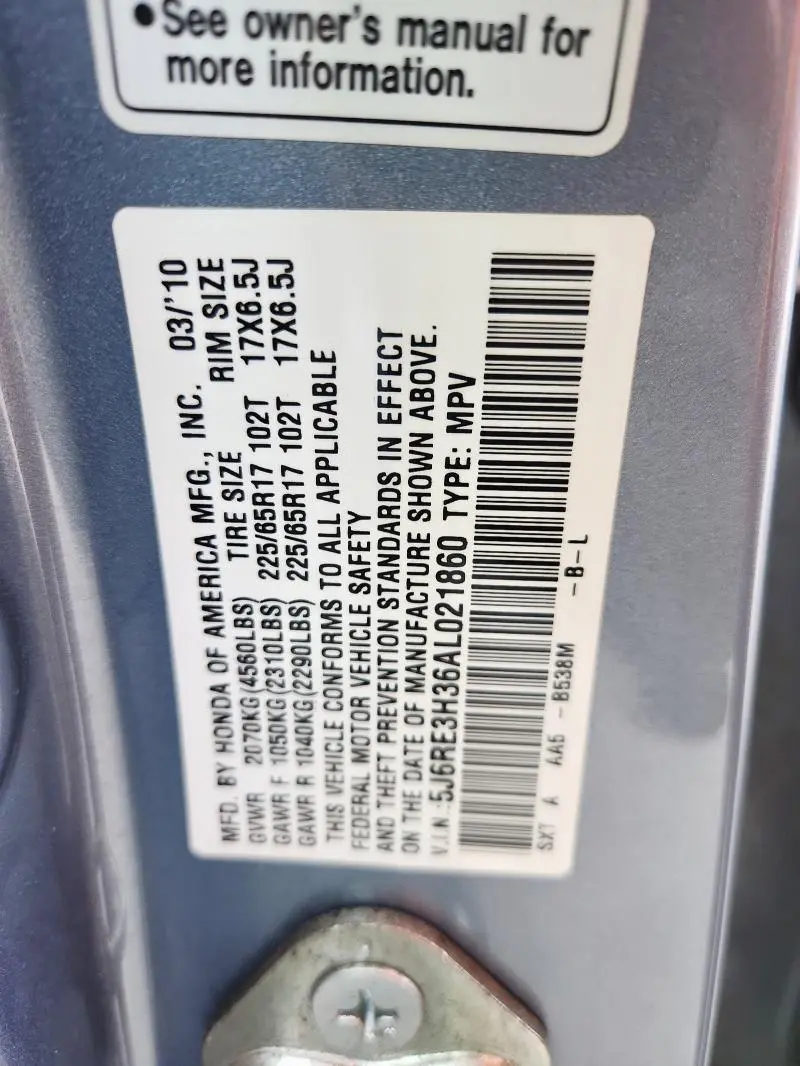 •See owner's manual for
more information.
MFD. BY HONDA OF AMERICA MFG., INC. 03/'10
GVWR 2070KG(4560LBS) TIRE SIZE RIM SIZE
GAWR F 1050KG(2310LBS) 225/65R17 102T 17X6.5J
GAWR R 1040KG(2290LBS) 225/65R17 102T 17X6.5J
THIS VEHICLE CONFORMS TO ALL APPLICABLE
FEDERAL MOTOR VEHICLE SAFETY
AND THEFT PREVENTION STANDARDS IN EFFECT
ON THE DATE OF MANUFACTURE SHOWN ABOVE.
V.I.N.:5J6RE3H36AL021860 TYPE: MPV
SXT A AA5 -B538M -B-L